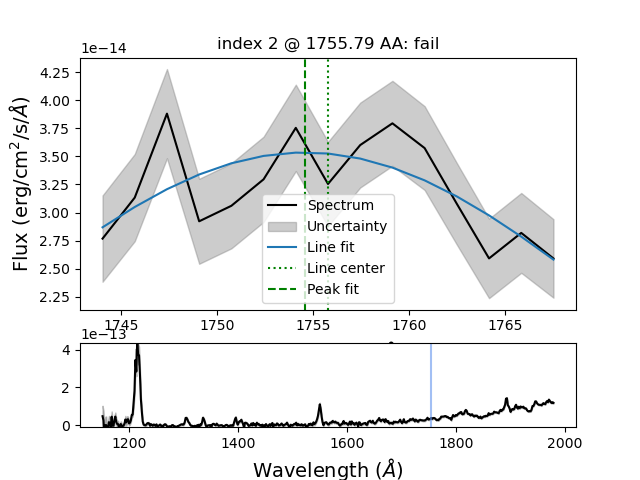 index 2 @ 1755.79 AA: fail
1e−14
4.25
4.00
3.75
3.50
3.25
3.00
2.75
2.50
2.25
Flux (erg/cm²/s/Å)
Spectrum
Uncertainty
Line fit
Line center
Peak fit
1745
1750
1755
1760
1765
1e−13
4
2
0
1200
1400
1600
1800
2000
Wavelength (Å)